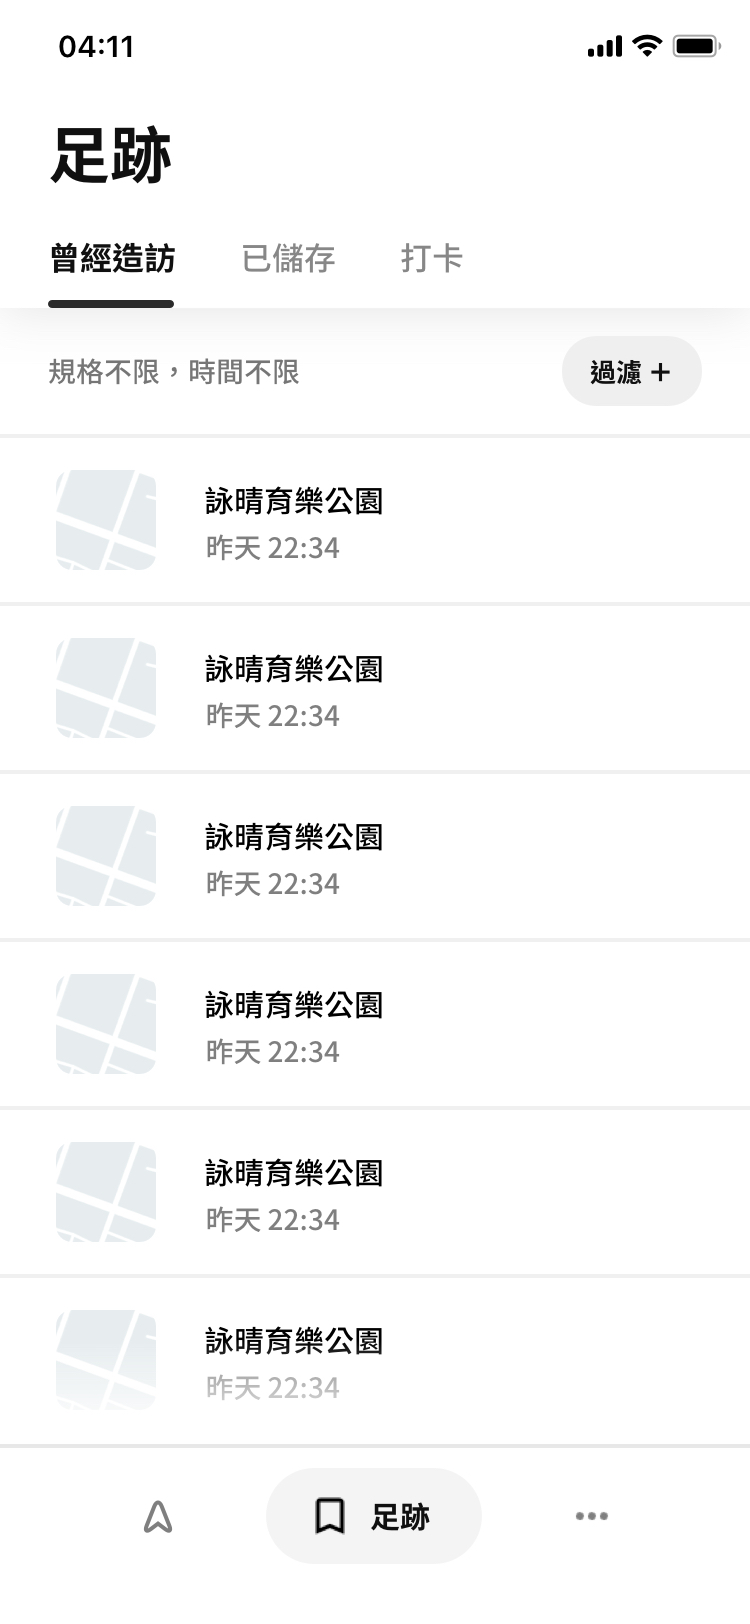 04:11
足跡
曾經造訪 已儲存 打卡
規格不限，時間不限 過濾 +
詠晴育樂公園
昨天 22:34
詠晴育樂公園
昨天 22:34
詠晴育樂公園
昨天 22:34
詠晴育樂公園
昨天 22:34
詠晴育樂公園
昨天 22:34
詠晴育樂公園
昨天 22:34
足跡